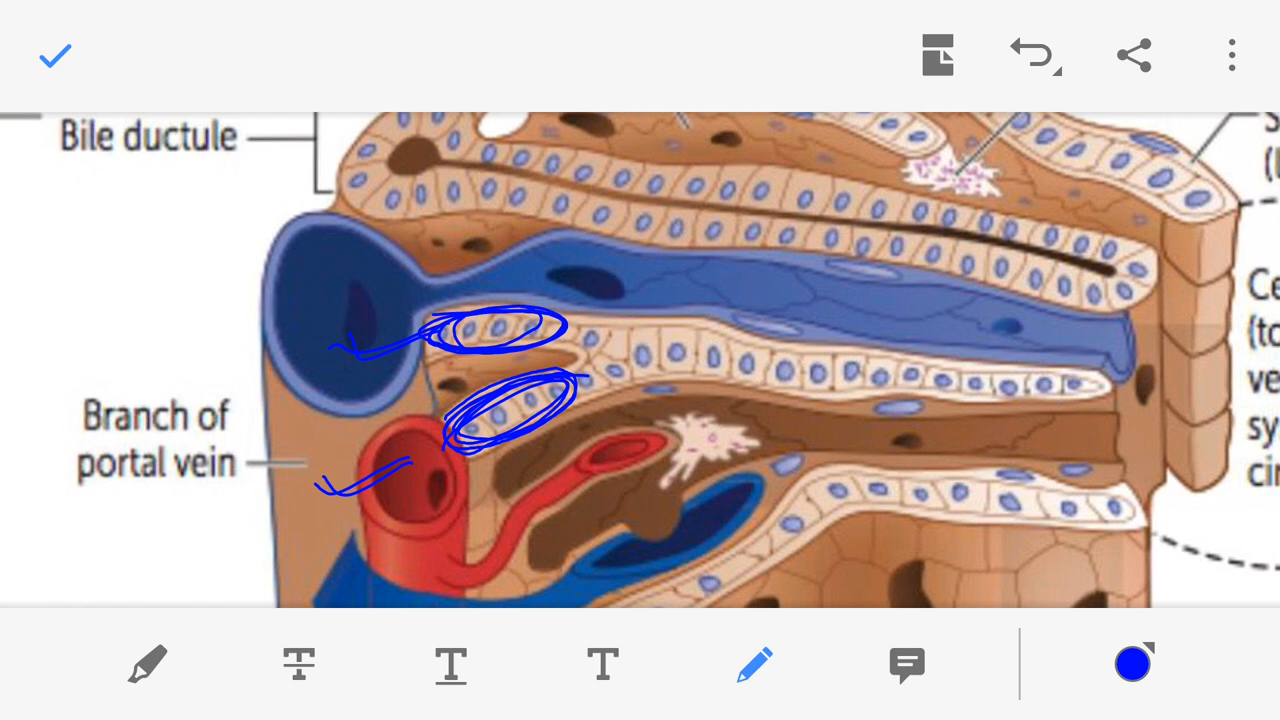 Bile ductule
S
(l
Ce
(to
Branch of
ve
portal vein
sy
cir